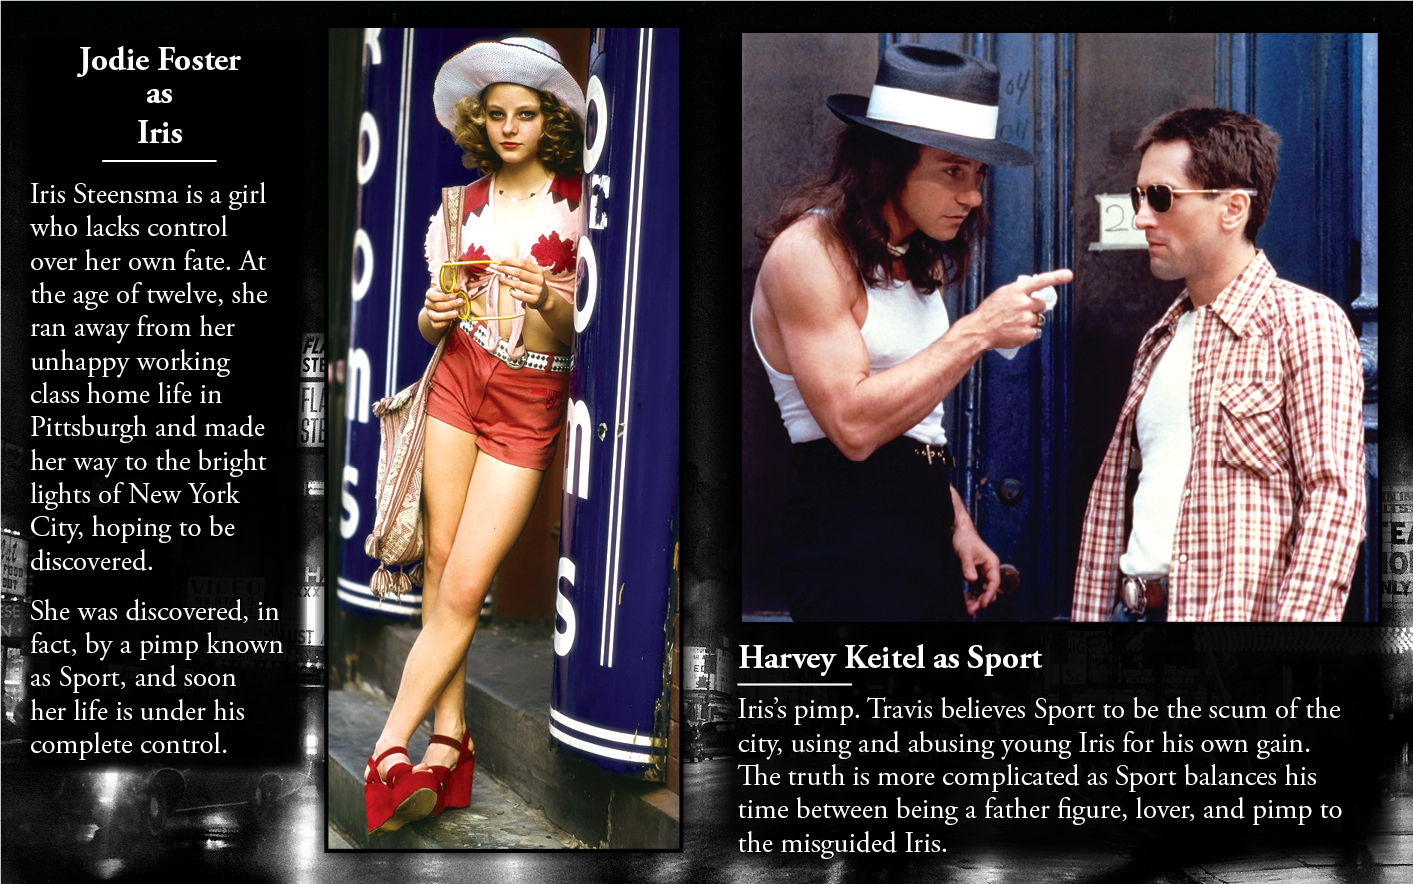 Jodie Foster
as
Iris
Iris Steensma is a girl
who lacks control
over her own fate. At
the age of twelve, she
ran away from her
unhappy working
class home life in
Pittsburgh and made
her way to the bright
lights of New York
City, hoping to be
discovered.
She was discovered, in
fact, by a pimp known
as Sport, and soon
her life is under his
complete control.
Harvey Keitel as Sport
Iris’s pimp. Travis believes Sport to be the scum of the
city, using and abusing young Iris for his own gain.
The truth is more complicated as Sport balances his
time between being a father figure, lover, and pimp to
the misguided Iris.